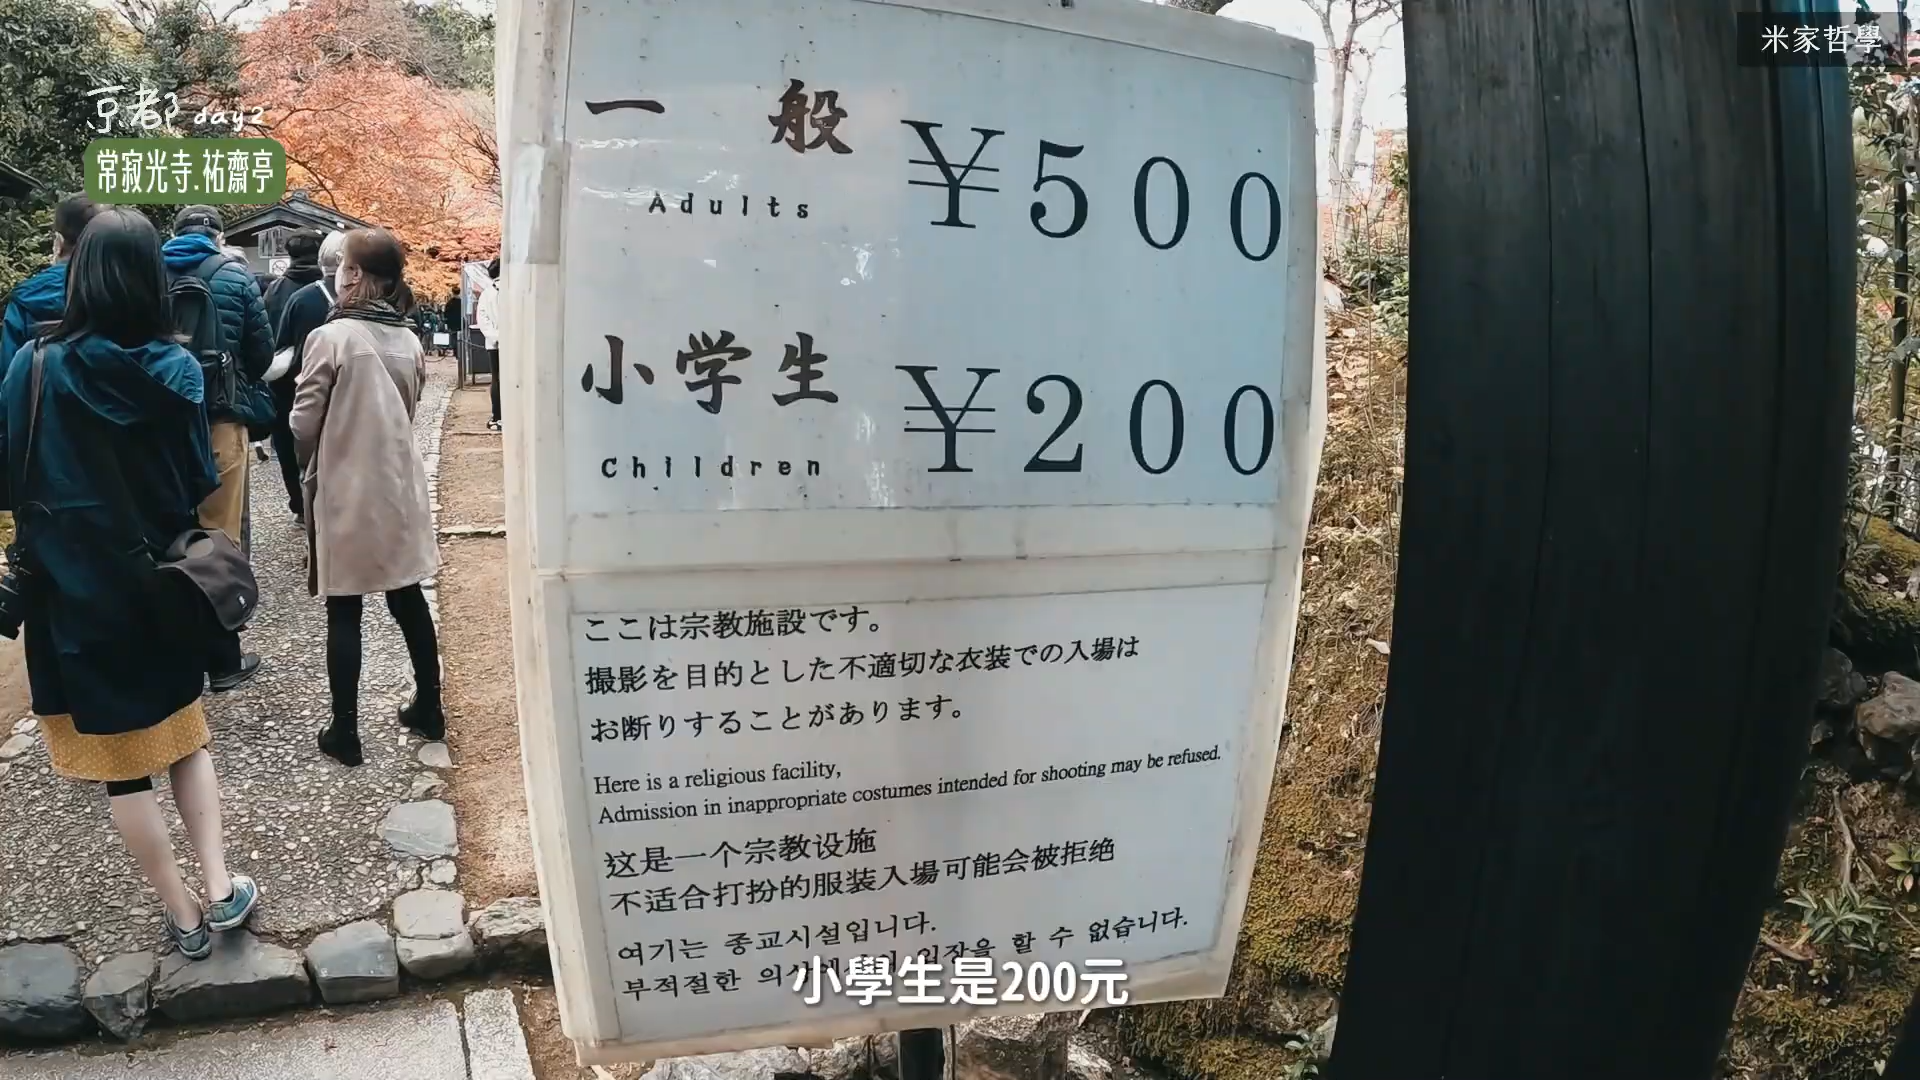 米家哲學
京都 day2
常寂光寺.祐齋亭
一般 ¥500
Adults
小学生 ¥200
Children
ここは宗教施設です。
撮影を目的とした不適切な衣装での入場は
お断りすることがあります。
Here is a religious facility,
Admission in inappropriate costumes intended for shooting may be refused.
这是一个宗教设施
不适合打扮的服装入場可能会被拒绝
여기는 종교시설입니다.
부적절한 입장을 할 수 없습니다.
小學生是200元